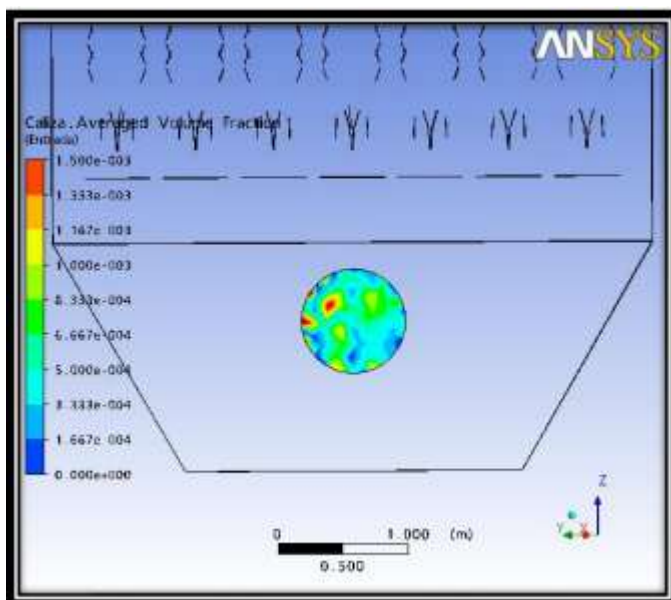 ANSYS
Caliza.Averaged Volume Fraction
(Entrada)
1.500e-003
1.333e-003
1.167e-003
1.000e-003
8.333e-004
6.667e-004
5.000e-004
3.333e-004
1.667e-004
0.000e+000
Z
Y
X
0
1.000
(m)
0.500